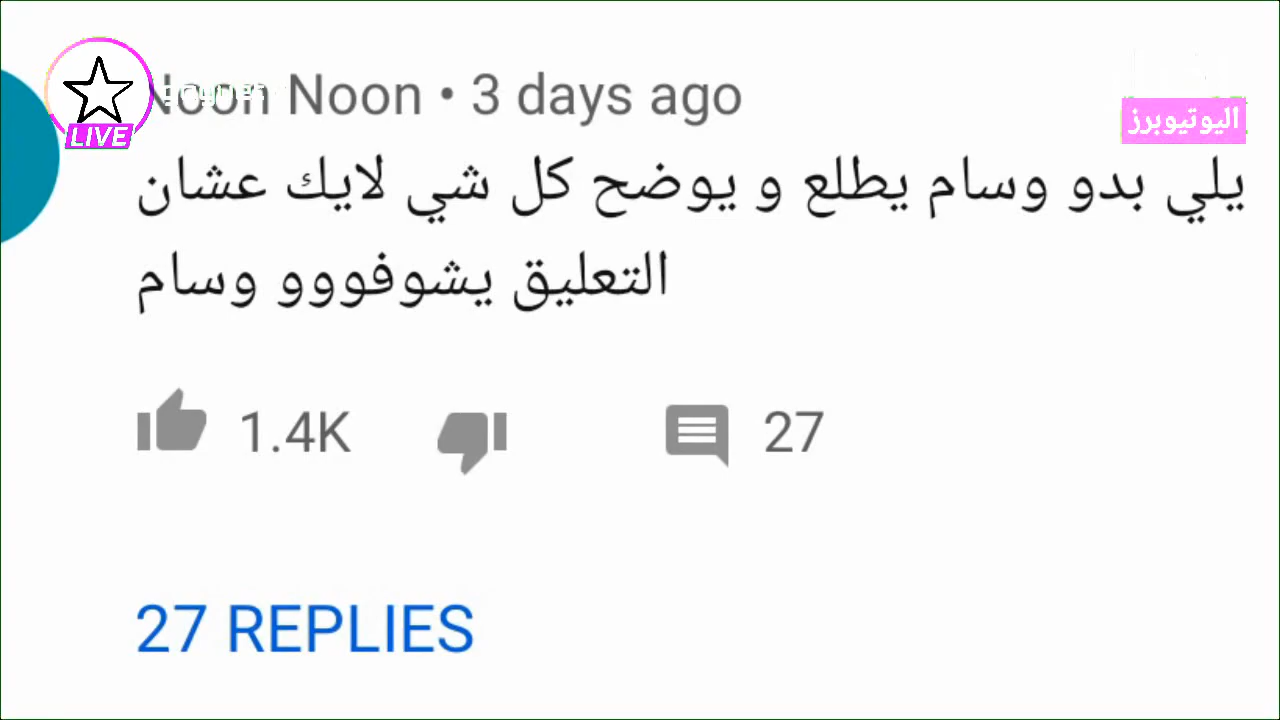 Noon Noon • 3 days ago
اليوتيوبرز
LIVE
يلي بدو وسام يطلع و يوضح كل شي لايك عشان
التعليق يشوفووو وسام
1.4K 27
27 REPLIES